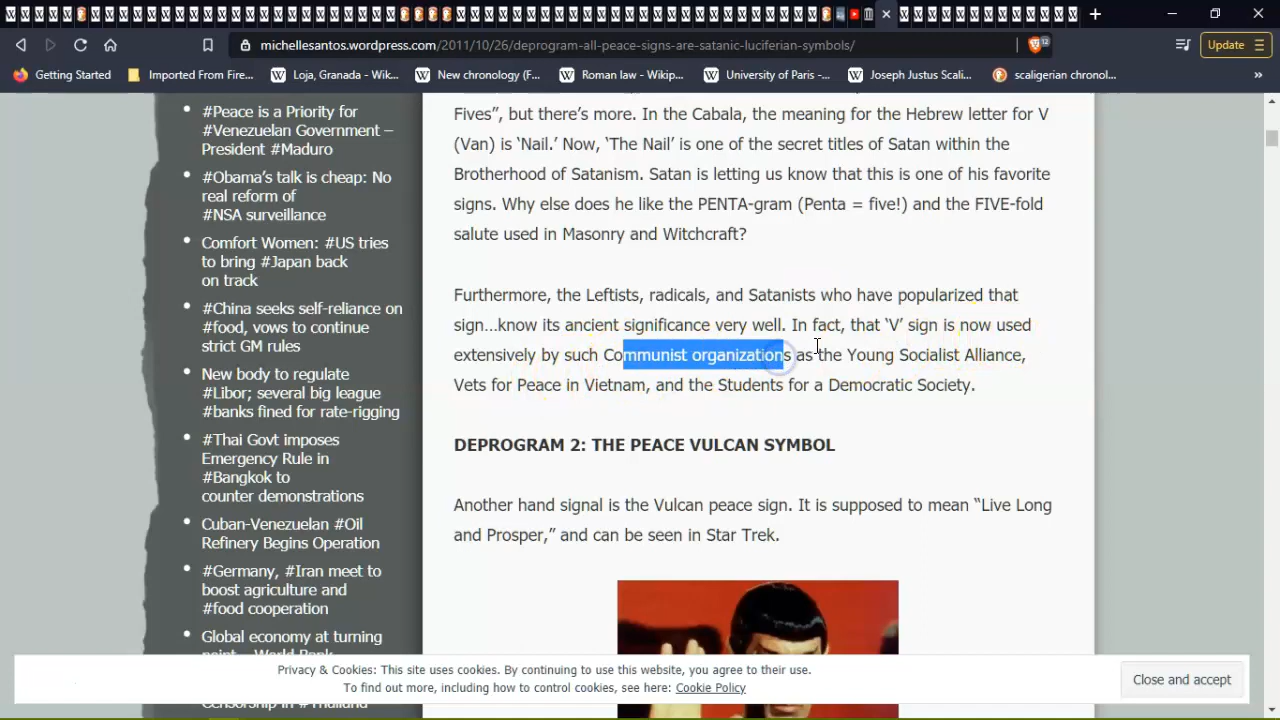 michellesantos.wordpress.com/2011/10/26/deprogram-all-peace-signs-are-satanic-luciferian-symbols/
12
Update
Getting Started
Imported From Fire...
Loja, Granada - Wik...
New chronology (F...
Roman law - Wikip...
University of Paris -...
Joseph Justus Scali...
scaligerian chronol...
»
#Peace is a Priority for
#Venezuelan Government –
President #Maduro
#Obama’s talk is cheap: No
real reform of
#NSA surveillance
Comfort Women: #US tries
to bring #Japan back
on track
#China seeks self-reliance on
#food, vows to continue
strict GM rules
New body to regulate
#Libor; several big league
#banks fined for rate-rigging
#Thai Govt imposes
Emergency Rule in
#Bangkok to
counter demonstrations
Cuban-Venezuelan #Oil
Refinery Begins Operation
#Germany, #Iran meet to
boost agriculture and
#food cooperation
Global economy at turning
point – World Bank
Censorship in #Thailand
Fives”, but there’s more. In the Cabala, the meaning for the Hebrew letter for V
(Van) is ‘Nail.’ Now, ‘The Nail’ is one of the secret titles of Satan within the
Brotherhood of Satanism. Satan is letting us know that this is one of his favorite
signs. Why else does he like the PENTA-gram (Penta = five!) and the FIVE-fold
salute used in Masonry and Witchcraft?
Furthermore, the Leftists, radicals, and Satanists who have popularized that
sign…know its ancient significance very well. In fact, that ‘V’ sign is now used
extensively by such Communist organizations as the Young Socialist Alliance,
Vets for Peace in Vietnam, and the Students for a Democratic Society.
DEPROGRAM 2: THE PEACE VULCAN SYMBOL
Another hand signal is the Vulcan peace sign. It is supposed to mean “Live Long
and Prosper,” and can be seen in Star Trek.
Privacy & Cookies: This site uses cookies. By continuing to use this website, you agree to their use.
To find out more, including how to control cookies, see here: Cookie Policy
Close and accept